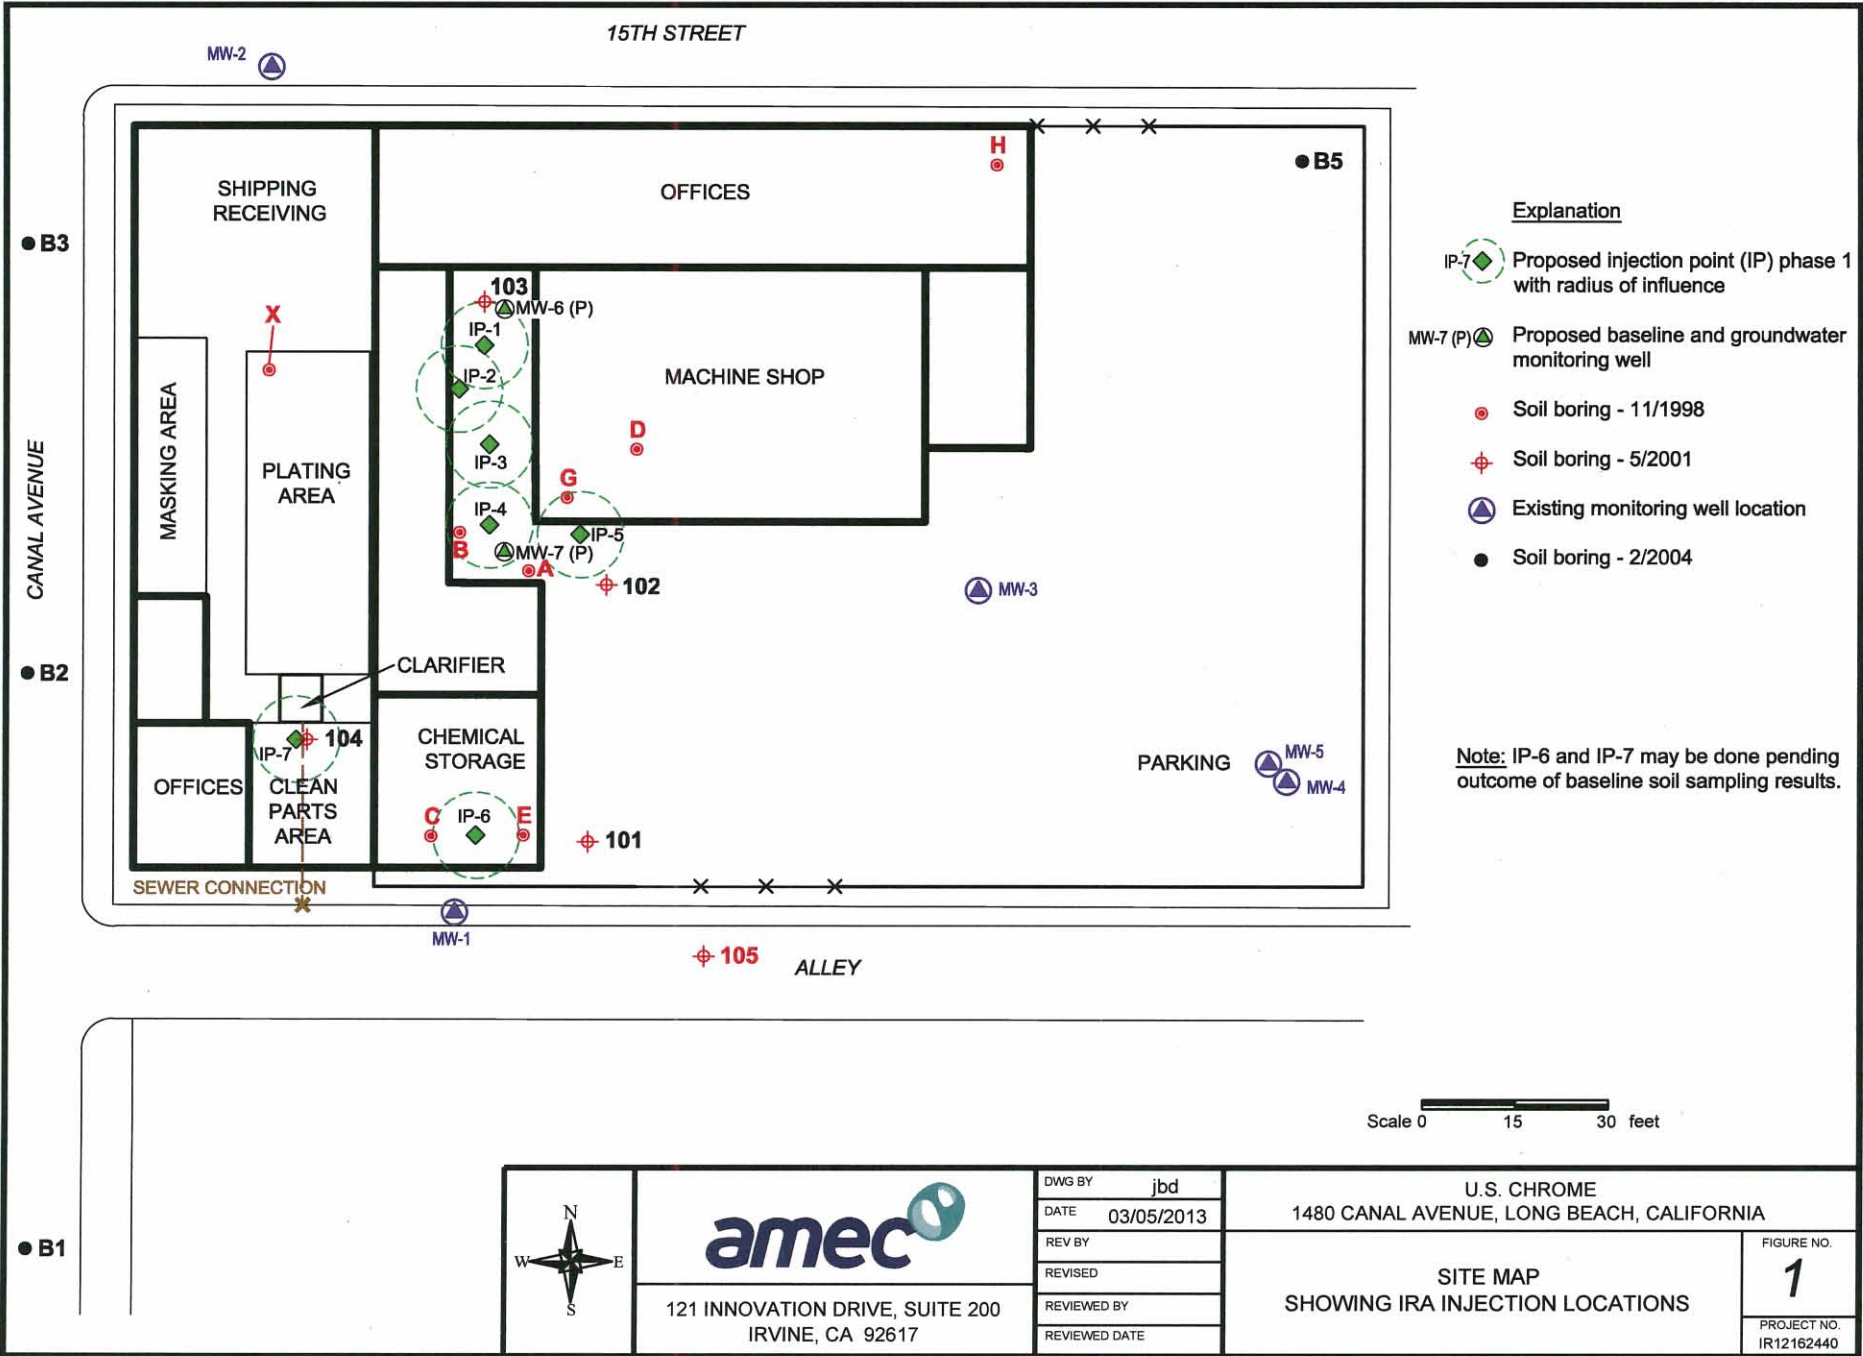 15TH STREET
MW-2
H
B5
SHIPPING
RECEIVING
OFFICES
B3
Explanation
IP-7
Proposed injection point (IP) phase 1
with radius of influence
103
MW-6 (P)
X
IP-1
MW-7 (P)
Proposed baseline and groundwater
monitoring well
IP-2
MACHINE SHOP
MASKING AREA
Soil boring - 11/1998
D
CANAL AVENUE
IP-3
Soil boring - 5/2001
PLATING
AREA
G
IP-4
Existing monitoring well location
IP-5
B
MW-7 (P)
Soil boring - 2/2004
A
102
MW-3
B2
CLARIFIER
104
IP-7
CHEMICAL
STORAGE
PARKING
MW-5
MW-4
Note: IP-6 and IP-7 may be done pending
outcome of baseline soil sampling results.
OFFICES
CLEAN
PARTS
AREA
C
IP-6
E
101
SEWER CONNECTION
MW-1
105
ALLEY
Scale 0 15 30 feet
B1
N
W
E
S
amec
121 INNOVATION DRIVE, SUITE 200
IRVINE, CA 92617
DWG BY jbd
DATE 03/05/2013
REV BY
REVISED
REVIEWED BY
REVIEWED DATE
U.S. CHROME
1480 CANAL AVENUE, LONG BEACH, CALIFORNIA
SITE MAP
SHOWING IRA INJECTION LOCATIONS
FIGURE NO.
1
PROJECT NO.
IR12162440